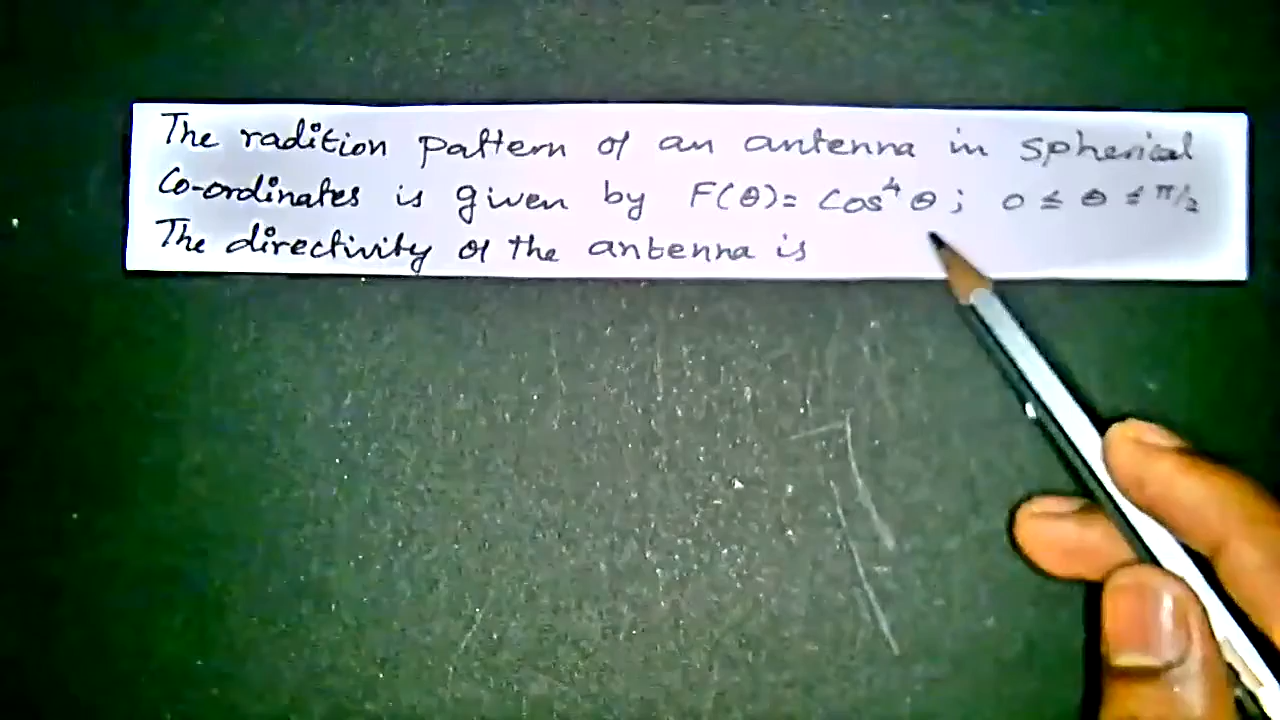 The radition pattern of an antenna in spherical
Co-ordinates is given by F(θ)= Cos⁴ θ; 0 ≤ θ ≤ π/2
The directivity of the antenna is